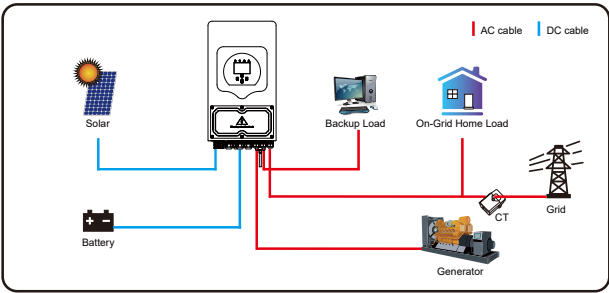 AC cable
DC cable
Solar
Backup Load
On-Grid Home Load
Battery
CT
Grid
Generator